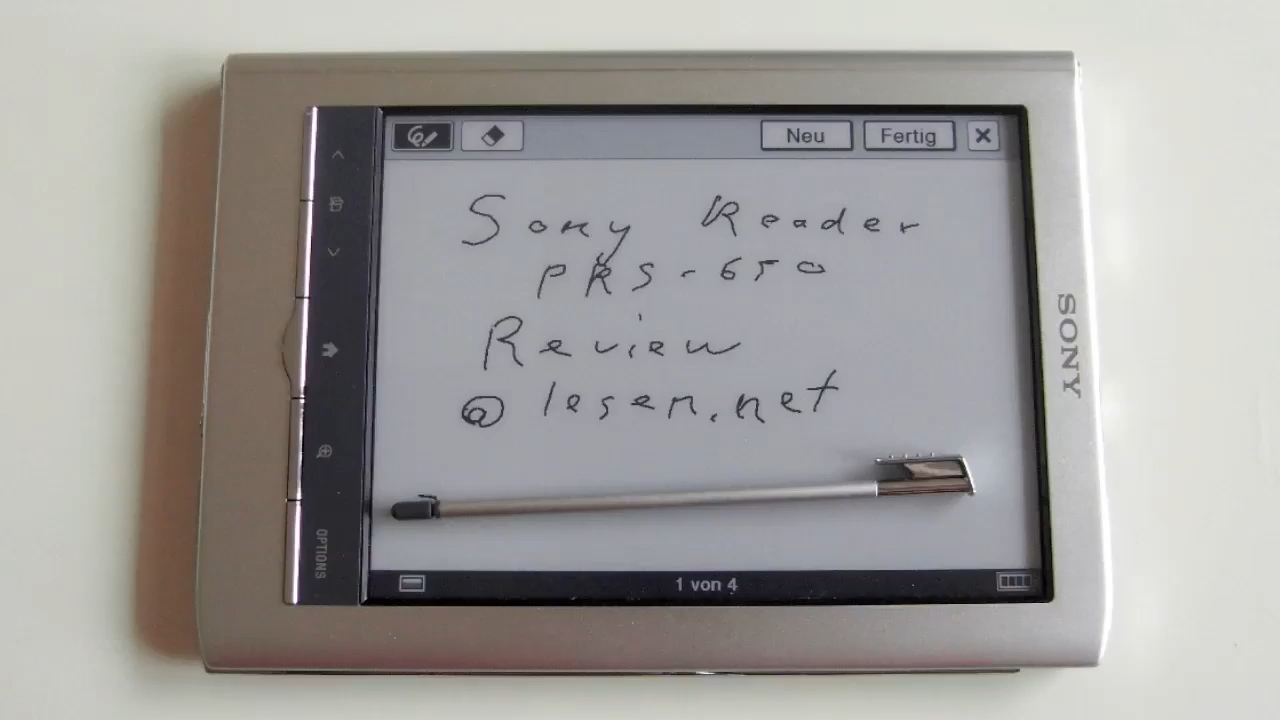 Neu Fertig
Sony Reader
PRS-650
Review
@ lesen.net
1 von 4
OPTIONS
SONY